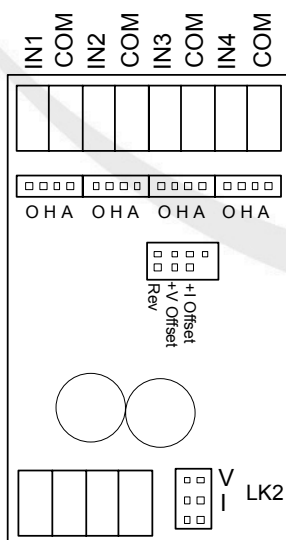 IN1 COM IN2 COM IN3 COM IN4 COM
O H A O H A O H A O H A
Rev
+V Offset
+I Offset
V
I
LK2